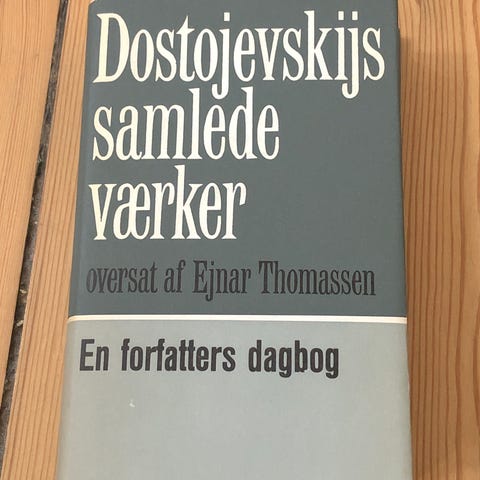 Dostojevskijs
samlede
værker
oversat af Ejnar Thomassen
En forfatters dagbog